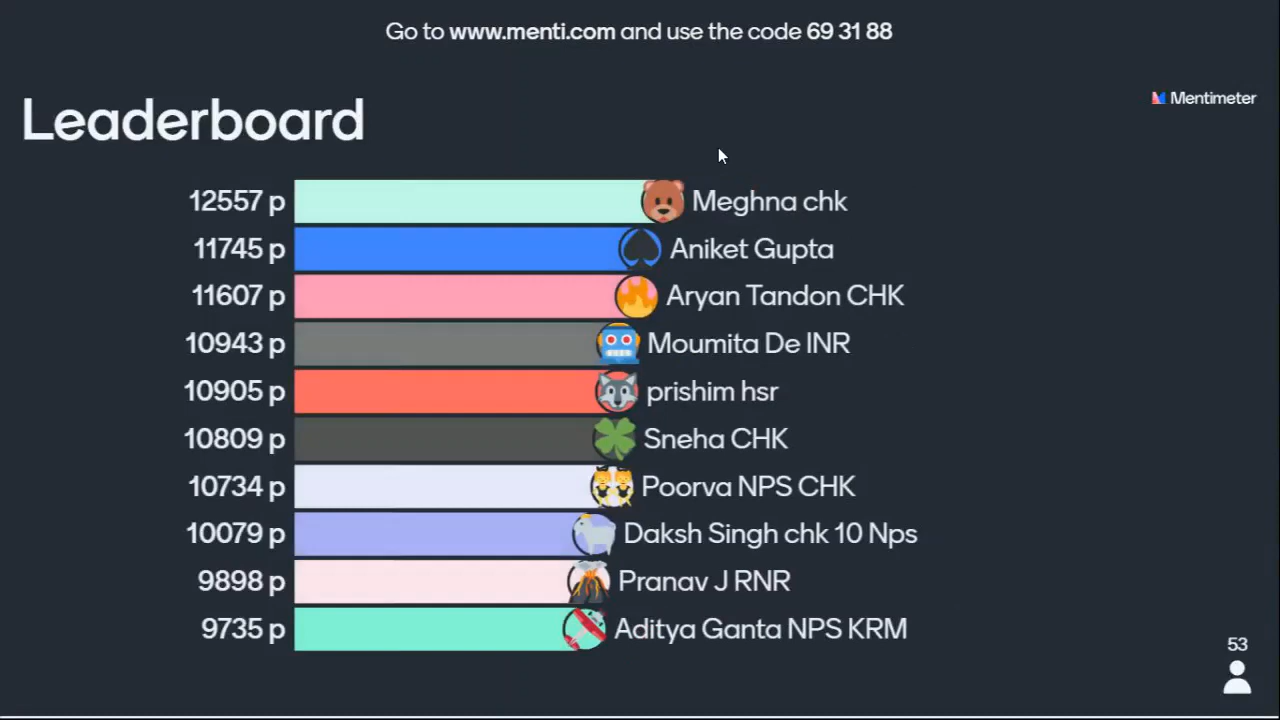 Go to www.menti.com and use the code 69 31 88
Mentimeter
Leaderboard
12557 p Meghna chk
11745 p Aniket Gupta
11607 p Aryan Tandon CHK
10943 p Moumita De INR
10905 p prishim hsr
10809 p Sneha CHK
10734 p Poorva NPS CHK
10079 p Daksh Singh chk 10 Nps
9898 p Pranav J RNR
9735 p Aditya Ganta NPS KRM
53